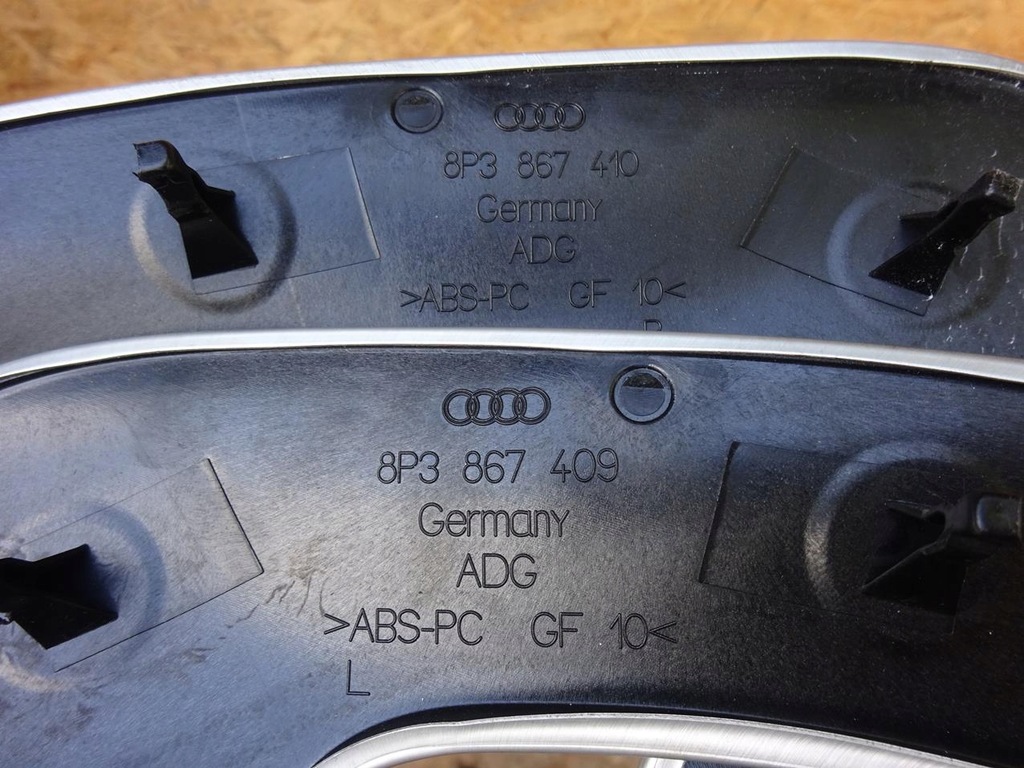 8P3 867 410
Germany
ADG
>ABS-PC GF 10<
8P3 867 409
Germany
ADG
>ABS-PC GF 10<
L